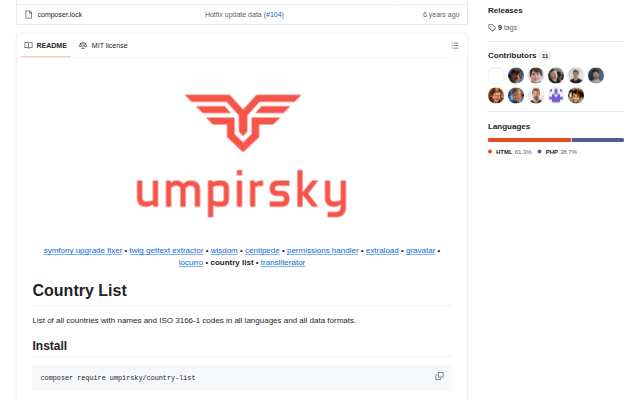 composer.lock Hotfix update data (#104) 6 years ago
README MIT license
umpirsky
symfony upgrade fixer • twig gettext extractor • wisdom • centipede • permissions handler • extraload • gravatar •
locurro • country list • transliterator
Country List
List of all countries with names and ISO 3166-1 codes in all languages and all data formats.
Install
composer require umpirsky/country-list
Releases
9 tags
Contributors 11
Languages
HTML 61.3% PHP 38.7%